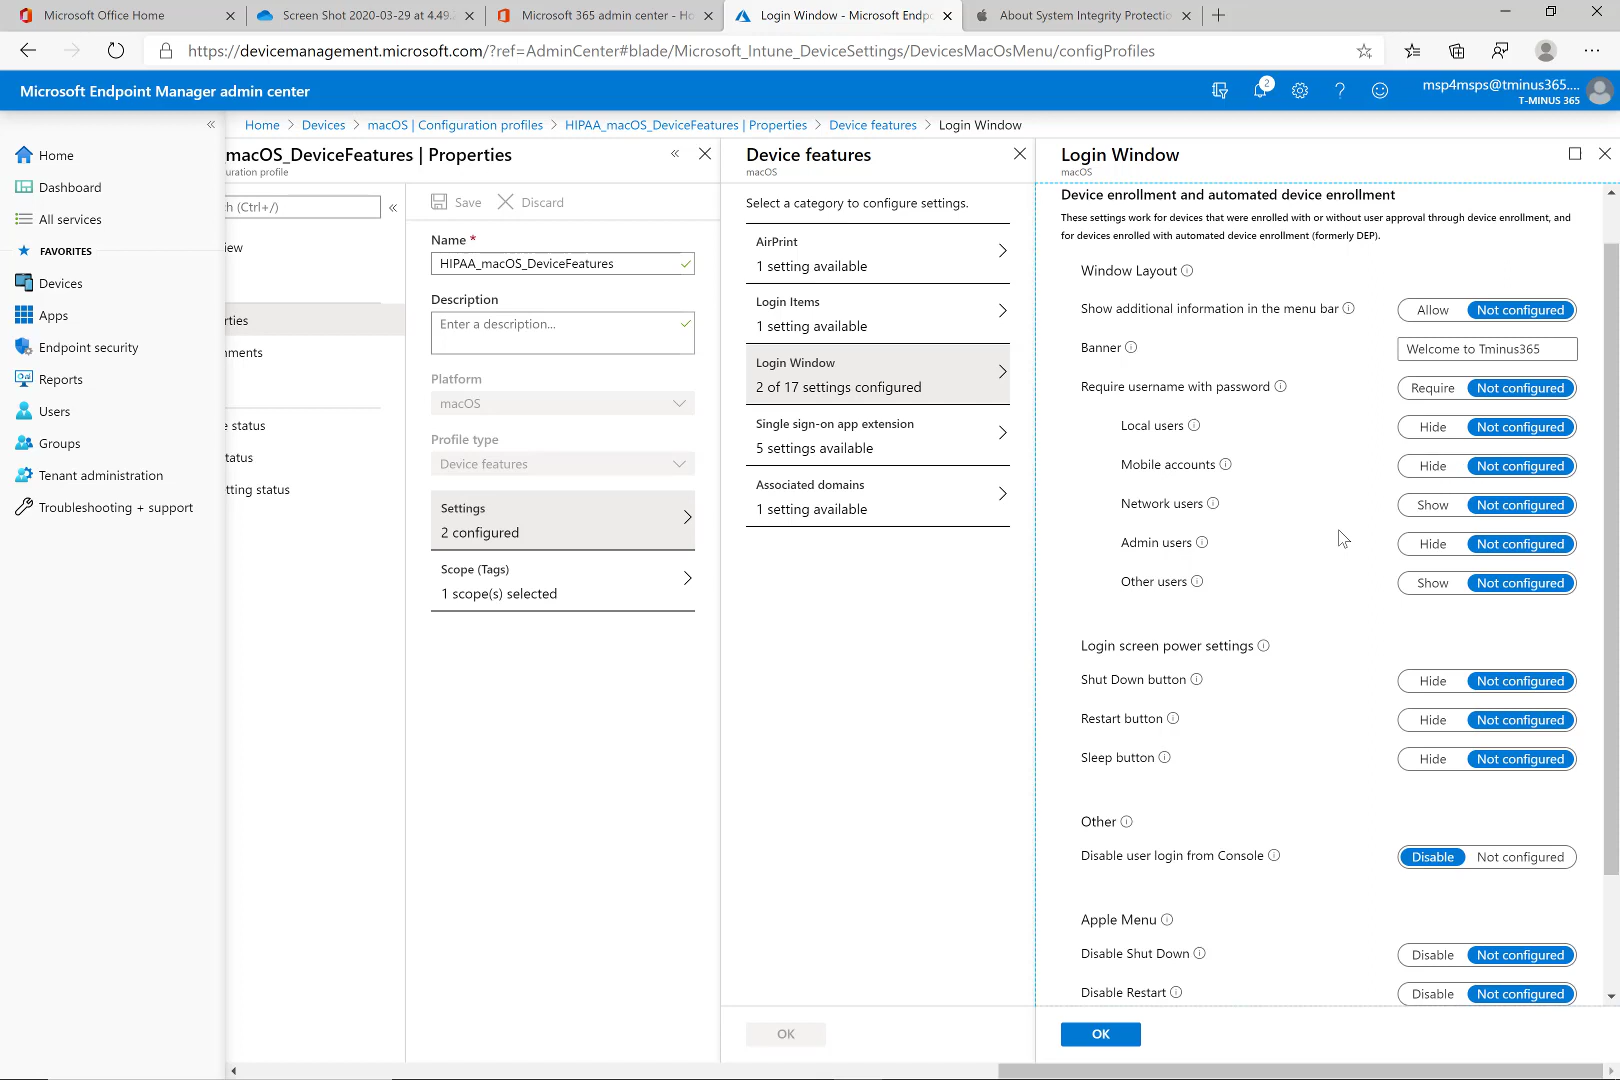 Microsoft Office Home
Screen Shot 2020-03-29 at 4.49.
Microsoft 365 admin center - Ho
Login Window - Microsoft Endpo
About System Integrity Protectio
https://devicemanagement.microsoft.com/?ref=AdminCenter#blade/Microsoft_Intune_DeviceSettings/DevicesMacOsMenu/configProfiles
Microsoft Endpoint Manager admin center
2
msp4msps@tminus365....
T-MINUS 365
Home > Devices > macOS | Configuration profiles > HIPAA_macOS_DeviceFeatures | Properties > Device features > Login Window
Home
Dashboard
All services
FAVORITES
Devices
Apps
Endpoint security
Reports
Users
Groups
Tenant administration
Troubleshooting + support
macOS_DeviceFeatures | Properties
uration profile
h (Ctrl+/)
iew
rties
nments
e status
tatus
tting status
Save
Discard
Name *
HIPAA_macOS_DeviceFeatures
Description
Enter a description...
Platform
macOS
Profile type
Device features
Settings
2 configured
Scope (Tags)
1 scope(s) selected
Device features
macOS
Select a category to configure settings.
AirPrint
1 setting available
Login Items
1 setting available
Login Window
2 of 17 settings configured
Single sign-on app extension
5 settings available
Associated domains
1 setting available
OK
Login Window
macOS
Device enrollment and automated device enrollment
These settings work for devices that were enrolled with or without user approval through device enrollment, and
for devices enrolled with automated device enrollment (formerly DEP).
Window Layout
Show additional information in the menu bar Allow Not configured
Banner Welcome to Tminus365
Require username with password Require Not configured
Local users Hide Not configured
Mobile accounts Hide Not configured
Network users Show Not configured
Admin users Hide Not configured
Other users Show Not configured
Login screen power settings
Shut Down button Hide Not configured
Restart button Hide Not configured
Sleep button Hide Not configured
Other
Disable user login from Console Disable Not configured
Apple Menu
Disable Shut Down Disable Not configured
Disable Restart Disable Not configured
OK